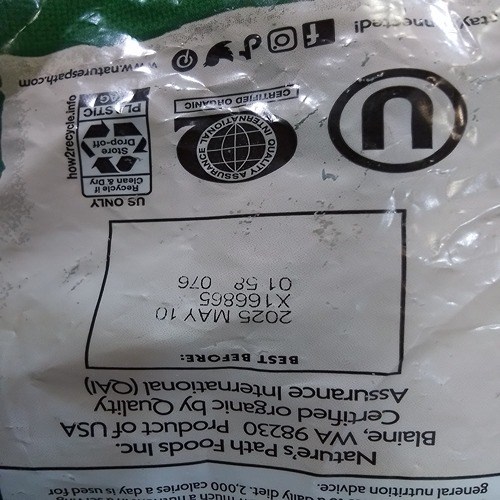 general nutrition advice.
Nature's Path Foods Inc.
Blaine, WA 98230 Product of USA
Certified organic by Quality
Assurance International (QAI)
BEST BEFORE:
2025 MAY 10
X166865
01 58 076
US ONLY
Recycle if
Clean & Dry
Store
Drop-off
PLASTIC
BAG
how2recycle.info
QUALITY ASSURANCE INTERNATIONAL
CERTIFIED ORGANIC
U
www.naturespath.com